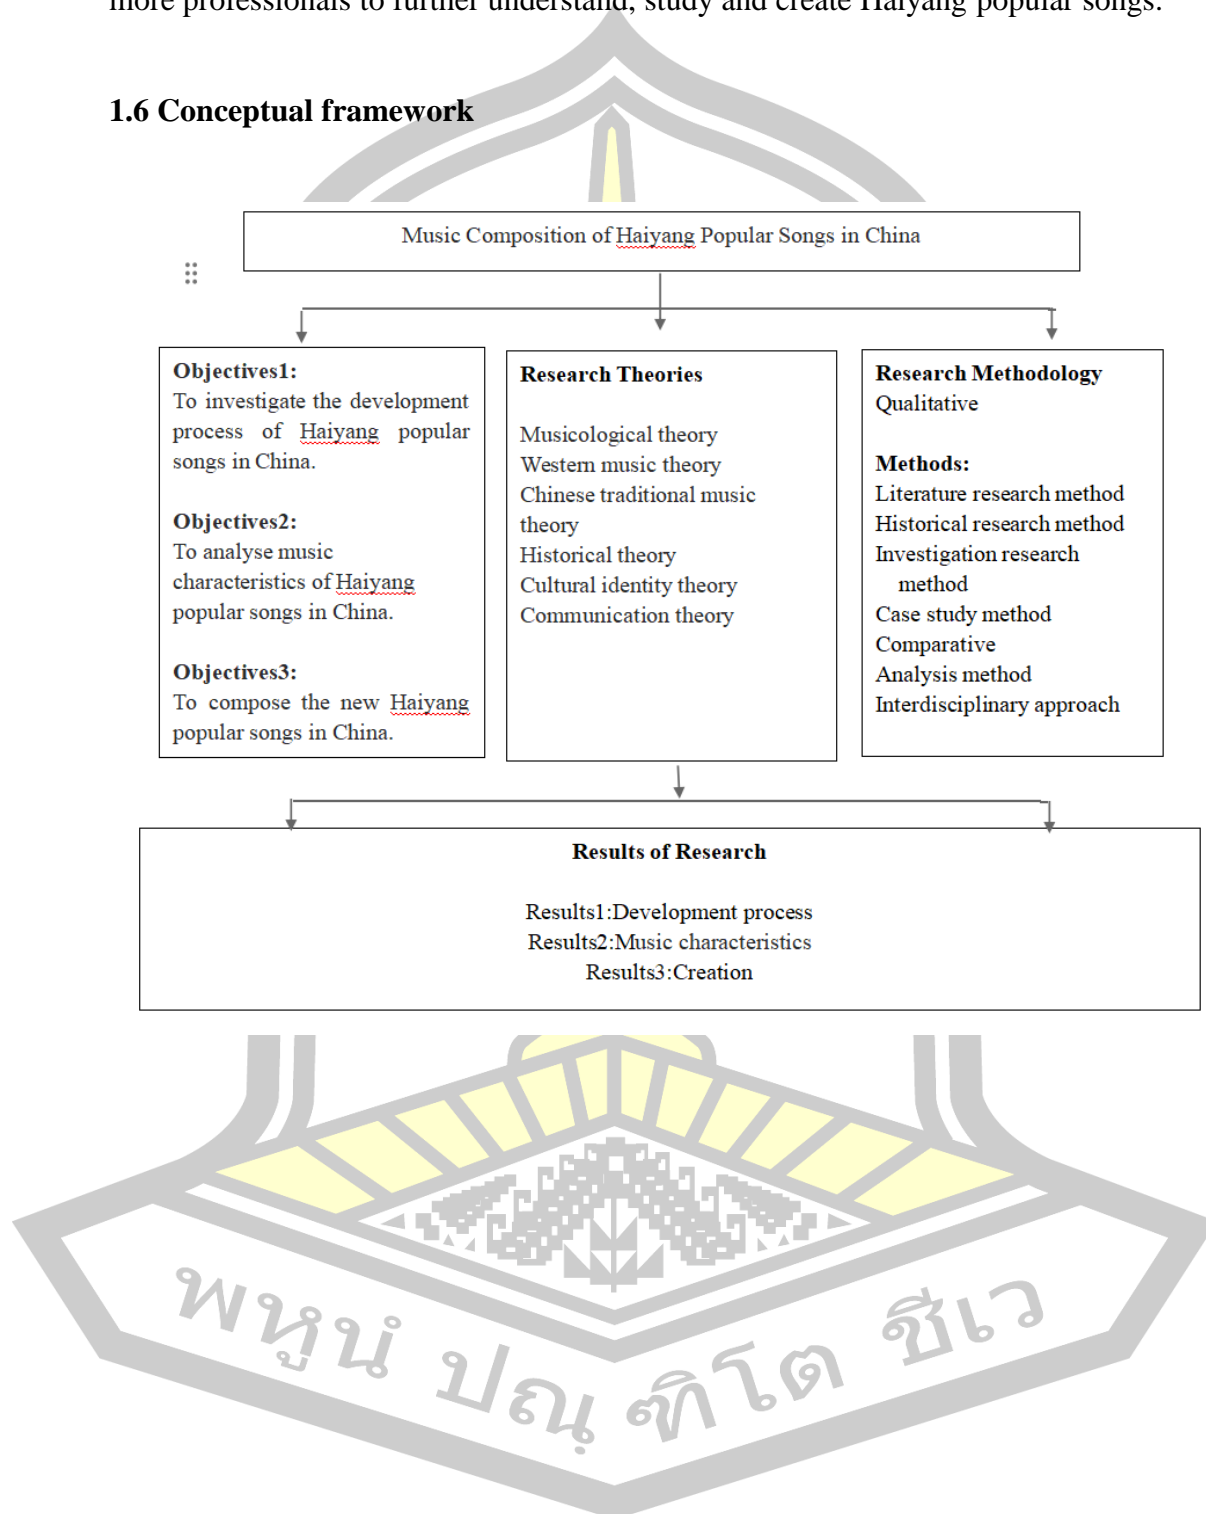 more professionals to further understand, study and create Haiyang popular songs.
1.6 Conceptual framework
Music Composition of Haiyang Popular Songs in China
Objectives1:
To investigate the development
process of Haiyang popular
songs in China.
Objectives2:
To analyse music
characteristics of Haiyang
popular songs in China.
Objectives3:
To compose the new Haiyang
popular songs in China.
Research Theories
Musicological theory
Western music theory
Chinese traditional music
theory
Historical theory
Cultural identity theory
Communication theory
Research Methodology
Qualitative
Methods:
Literature research method
Historical research method
Investigation research
method
Case study method
Comparative
Analysis method
Interdisciplinary approach
Results of Research
Results1:Development process
Results2:Music characteristics
Results3:Creation
พหูนํ ปณฺฑิโต ชีเว